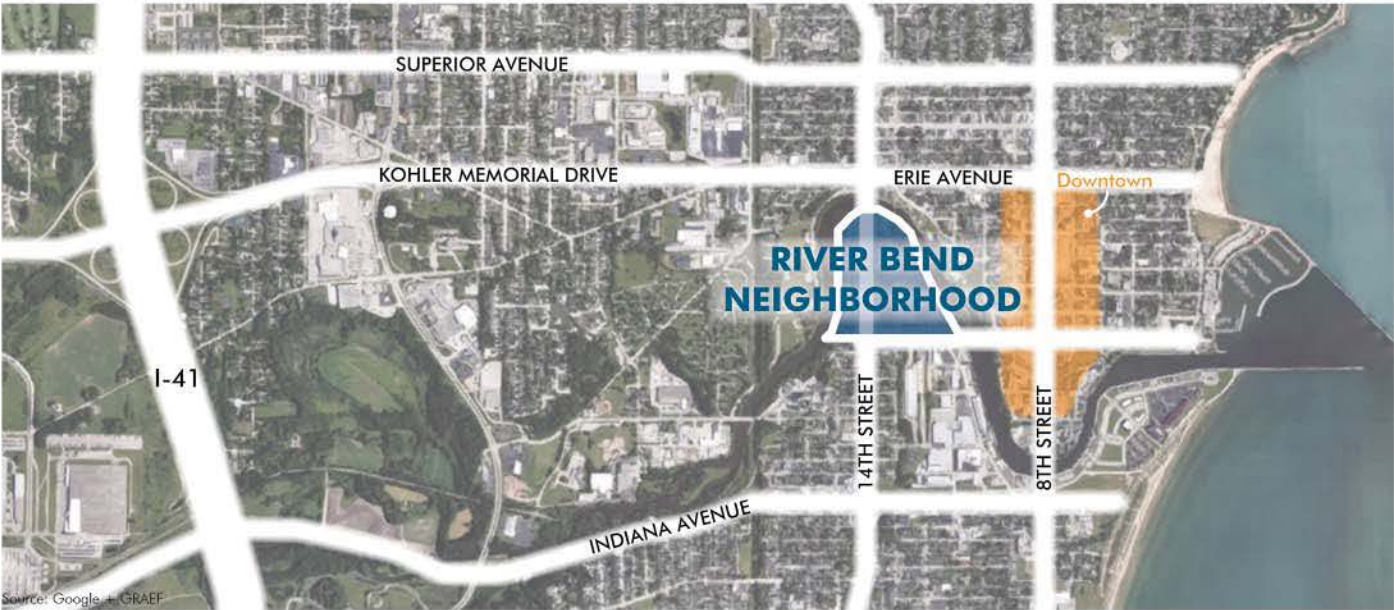 SUPERIOR AVENUE
KOHLER MEMORIAL DRIVE
ERIE AVENUE
Downtown
RIVER BEND
NEIGHBORHOOD
I-41
14TH STREET
8TH STREET
INDIANA AVENUE
Source: Google + GRAEF